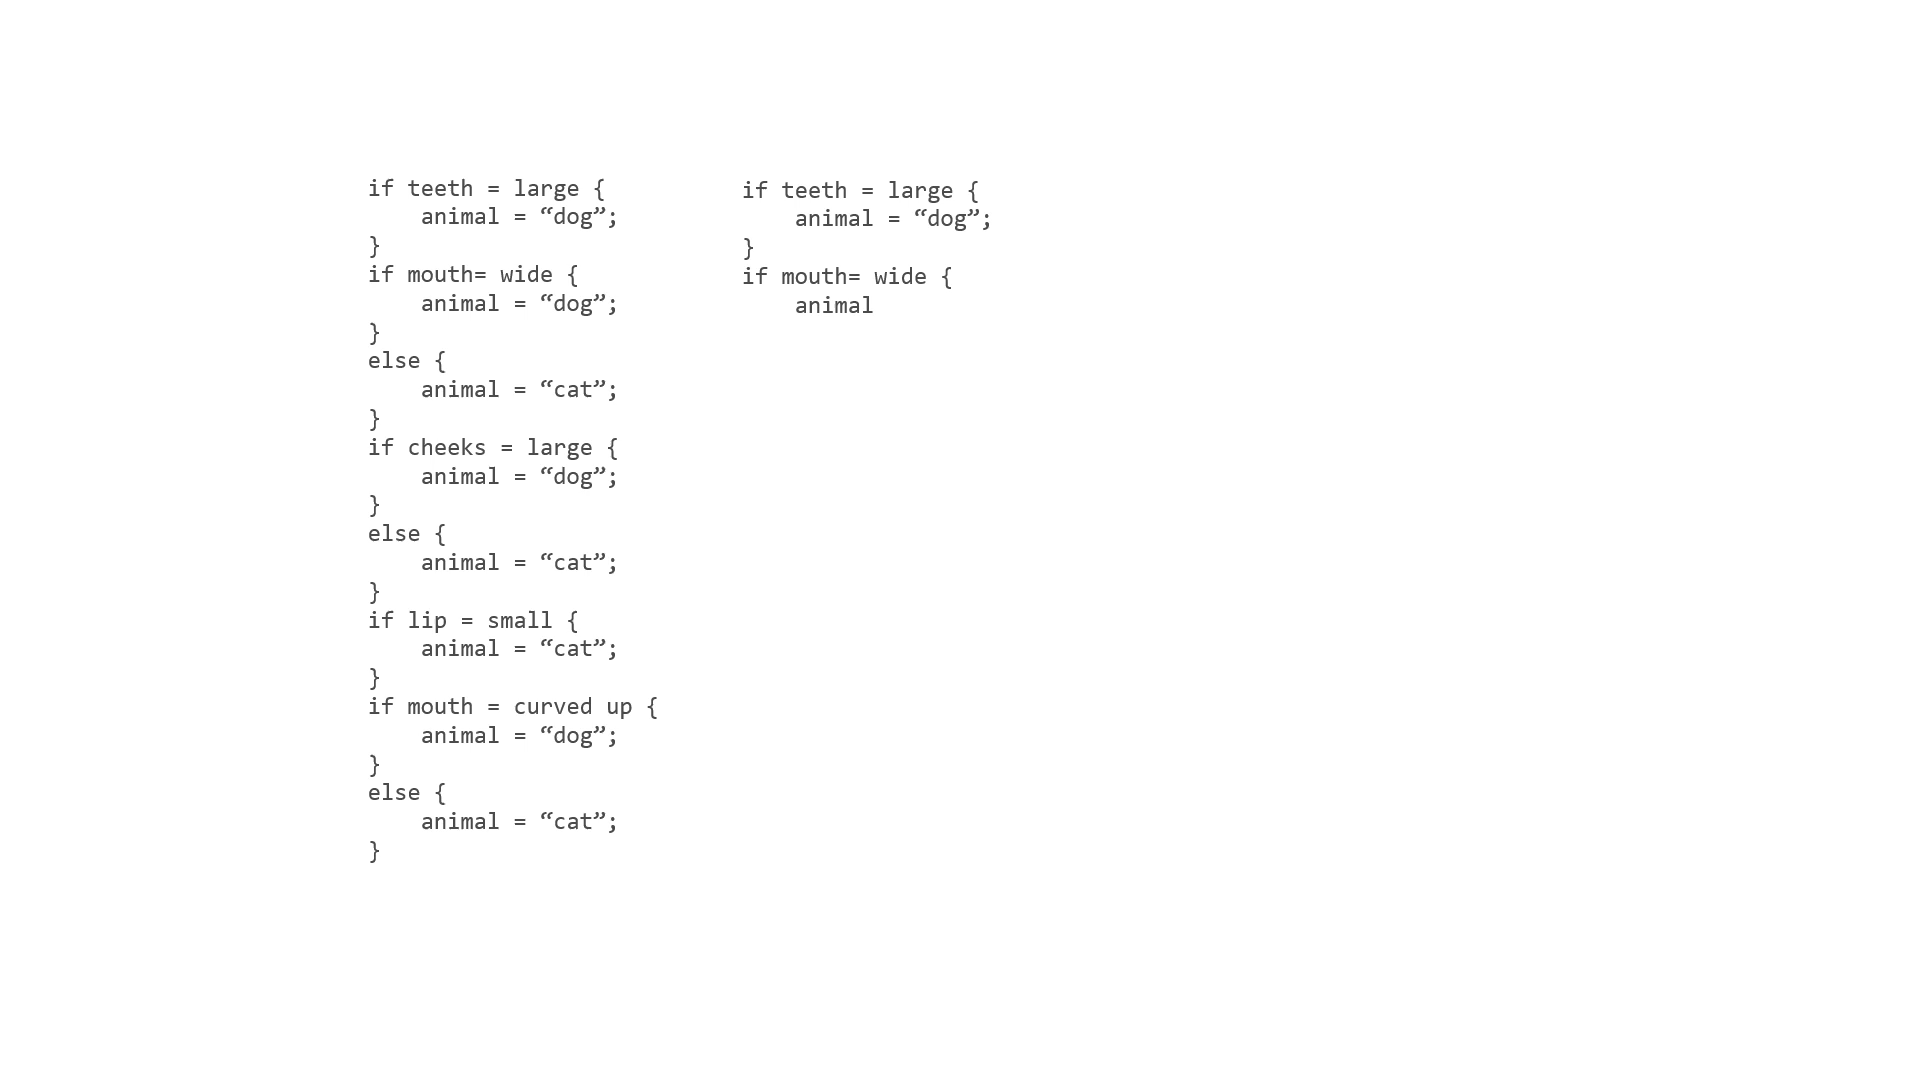 if teeth = large {
    animal = “dog”;
}
if mouth= wide {
    animal = “dog”;
}
else {
    animal = “cat”;
}
if cheeks = large {
    animal = “dog”;
}
else {
    animal = “cat”;
}
if lip = small {
    animal = “cat”;
}
if mouth = curved up {
    animal = “dog”;
}
else {
    animal = “cat”;
}
if teeth = large {
    animal = “dog”;
}
if mouth= wide {
    animal